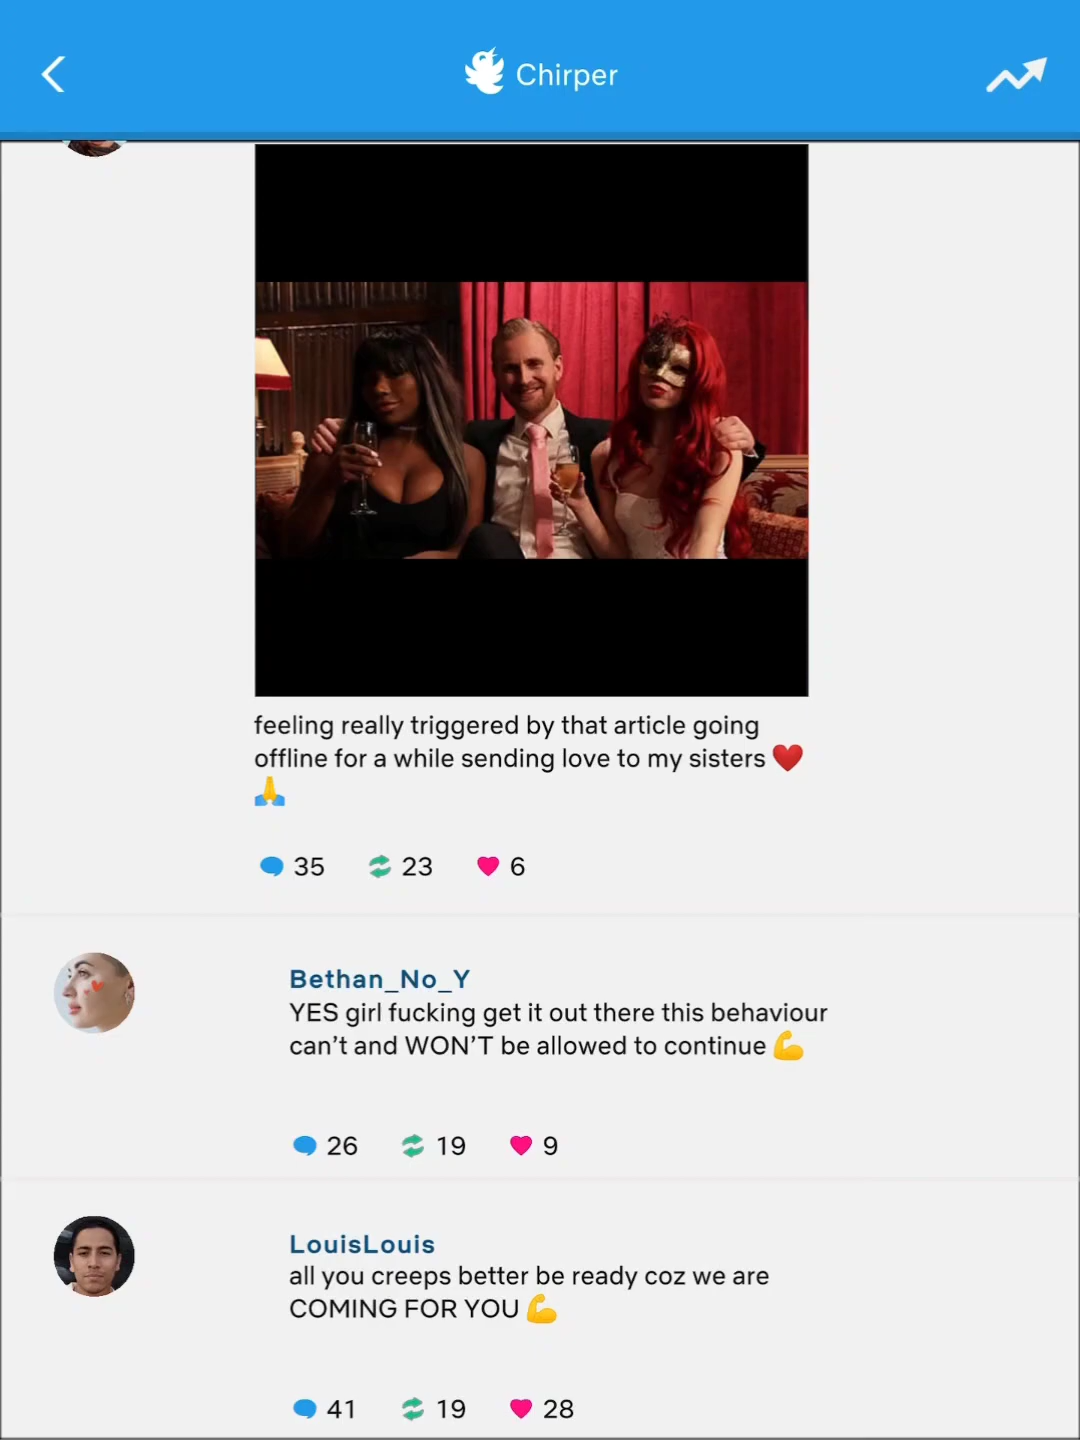 Chirper
feeling really triggered by that article going
offline for a while sending love to my sisters ❤️
🙏
35 23 6
Bethan_No_Y
YES girl fucking get it out there this behaviour
can’t and WON’T be allowed to continue 💪
26 19 9
LouisLouis
all you creeps better be ready coz we are
COMING FOR YOU 💪
41 19 28